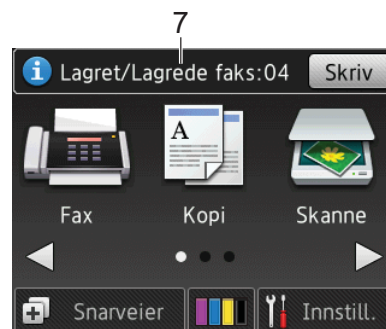 7
Lagret/Lagrede faks:04 Skriv
A
Fax Kopi Skanne
Snarveier Innstill.